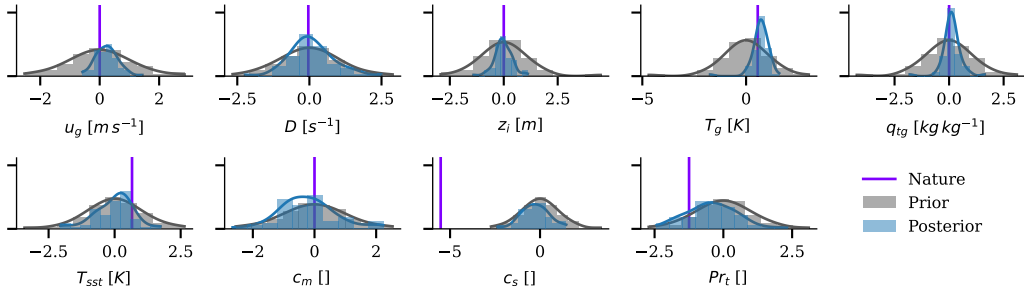 −2 0 2
u_g [m s⁻¹]
−2.5 0.0 2.5
D [s⁻¹]
−2.5 0.0 2.5
z_i [m]
−5 0
T_g [K]
−2.5 0.0 2.5
q_tg [kg kg⁻¹]
−2.5 0.0 2.5
T_sst [K]
−2 0 2
c_m []
−5 0
c_s []
−2.5 0.0 2.5
Pr_t []
Nature
Prior
Posterior